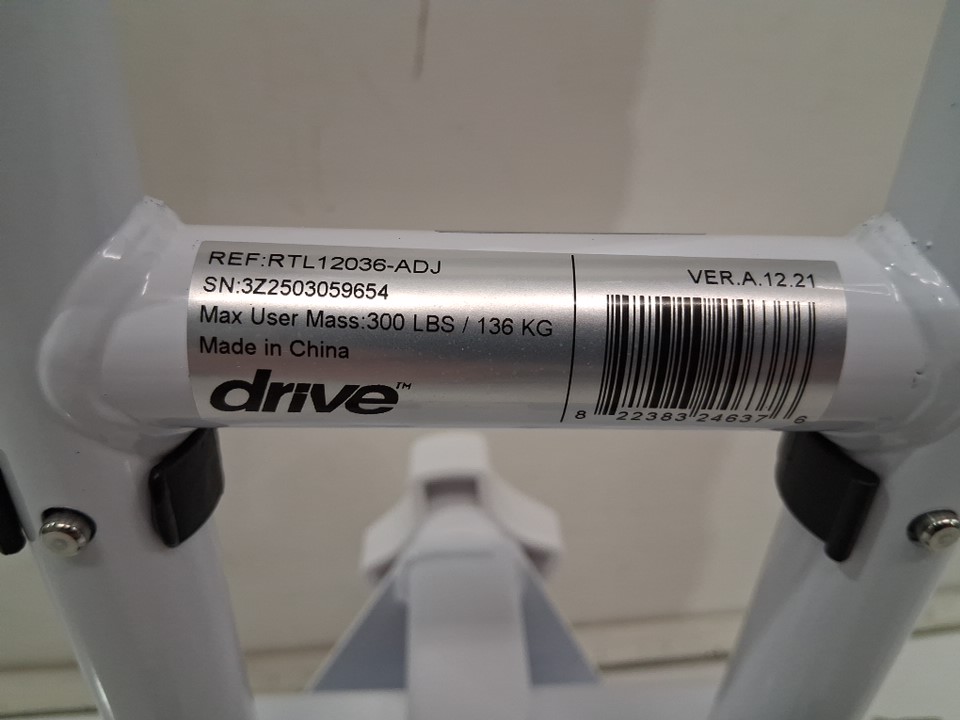 REF:RTL12036-ADJ
SN:3Z2503059654
Max User Mass:300 LBS / 136 KG
Made in China
drive™
VER.A.12.21
8 22383 24637 6